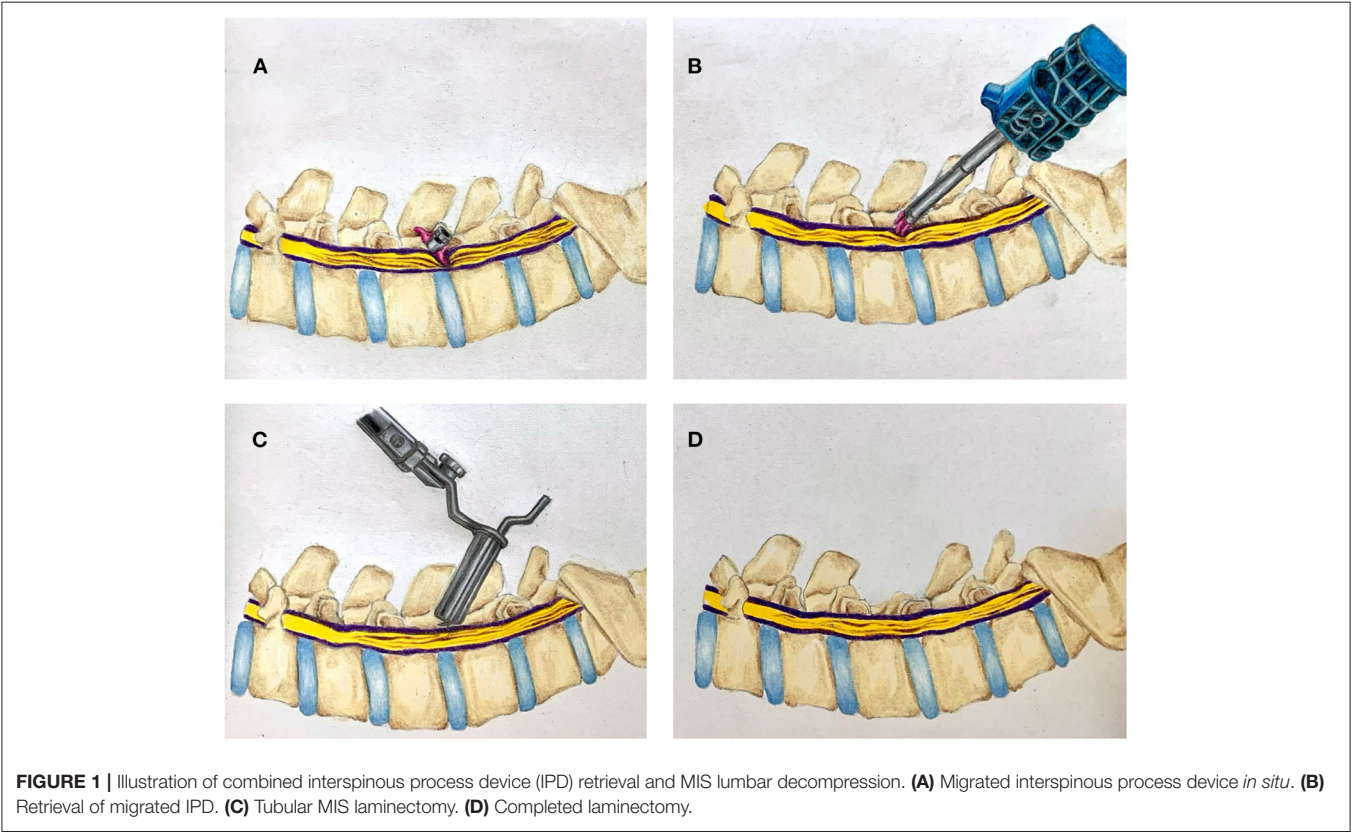 A
B
C
D
FIGURE 1 | Illustration of combined interspinous process device (IPD) retrieval and MIS lumbar decompression. (A) Migrated interspinous process device in situ. (B)
Retrieval of migrated IPD. (C) Tubular MIS laminectomy. (D) Completed laminectomy.